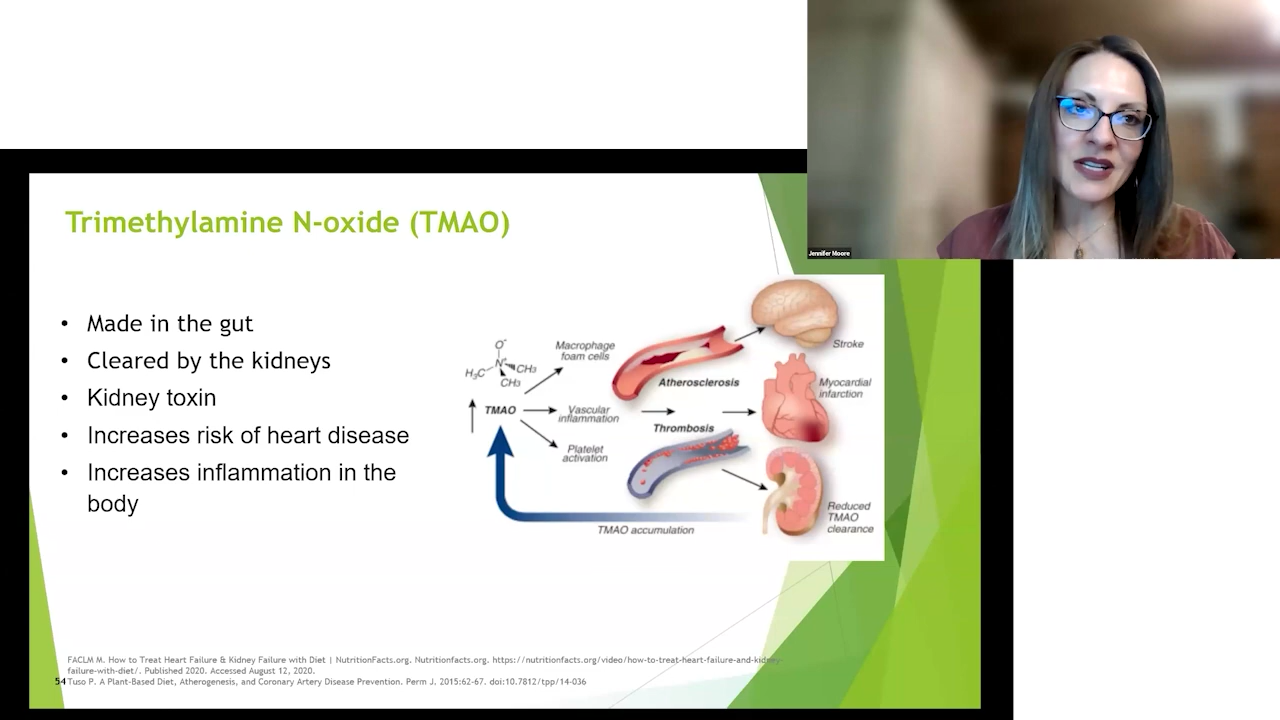 Jennifer Moore
Trimethylamine N-oxide (TMAO)
• Made in the gut
• Cleared by the kidneys
• Kidney toxin
• Increases risk of heart disease
• Increases inflammation in the
body
O⁻
N⁺
H₃C
CH₃
CH₃
↑ TMAO
Macrophage
foam cells
Vascular
inflammation
Platelet
activation
Atherosclerosis
Thrombosis
Stroke
Myocardial
infarction
Reduced
TMAO
clearance
TMAO accumulation
FACLM M. How to Treat Heart Failure & Kidney Failure with Diet | NutritionFacts.org. Nutritionfacts.org. https://nutritionfacts.org/video/how-to-treat-heart-failure-and-kidney-
failure-with-diet/. Published 2020. Accessed August 12, 2020.
54 Tuso P. A Plant-Based Diet, Atherogenesis, and Coronary Artery Disease Prevention. Perm J. 2015:62-67. doi:10.7812/tpp/14-036